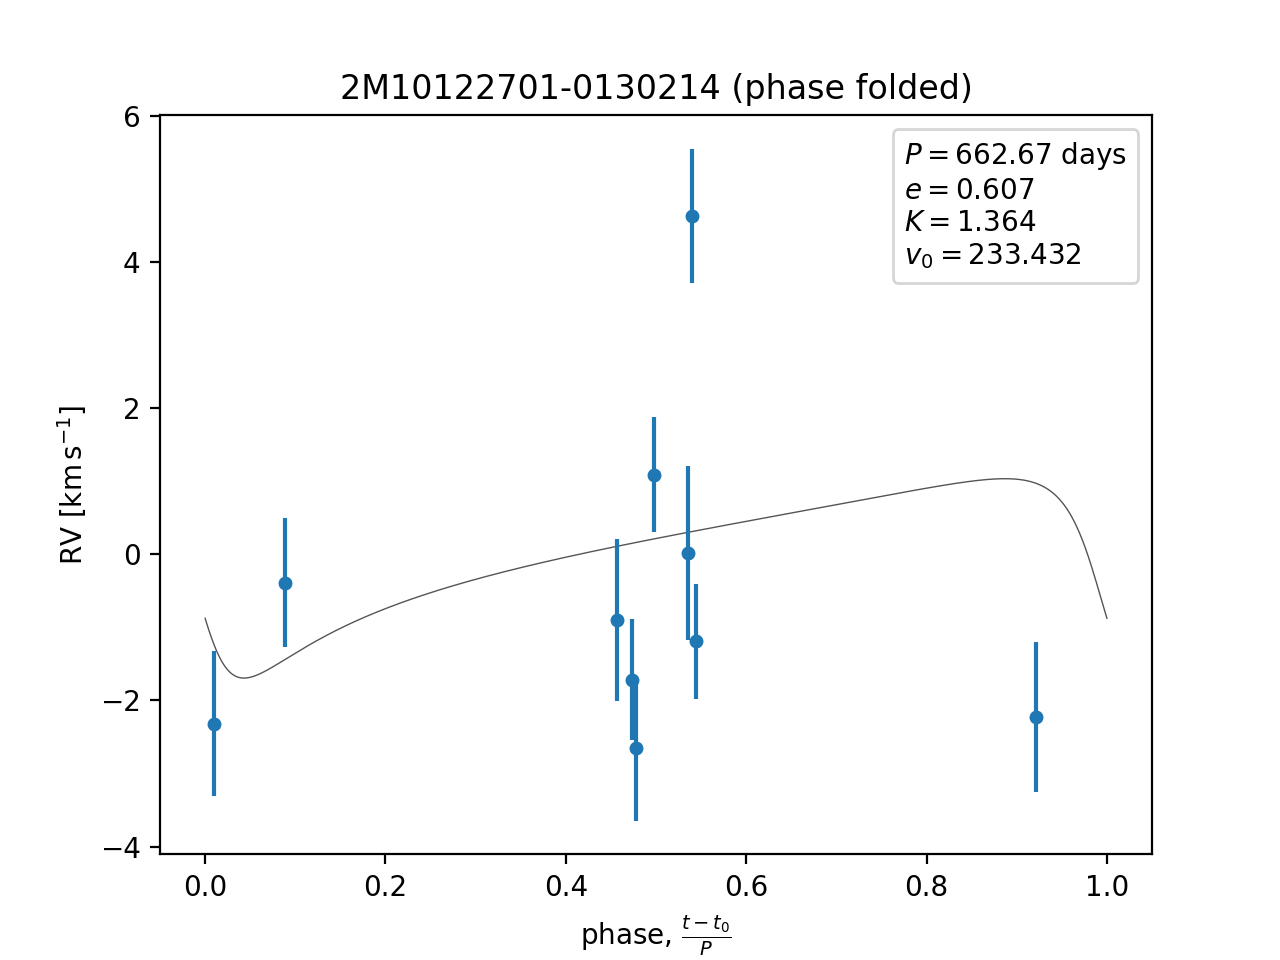 2M10122701-0130214 (phase folded)
P = 662.67 days
e = 0.607
K = 1.364
v₀ = 233.432
RV [km s⁻¹]
6
4
2
0
−2
−4
0.0 0.2 0.4 0.6 0.8 1.0
phase, (t − t₀)/P